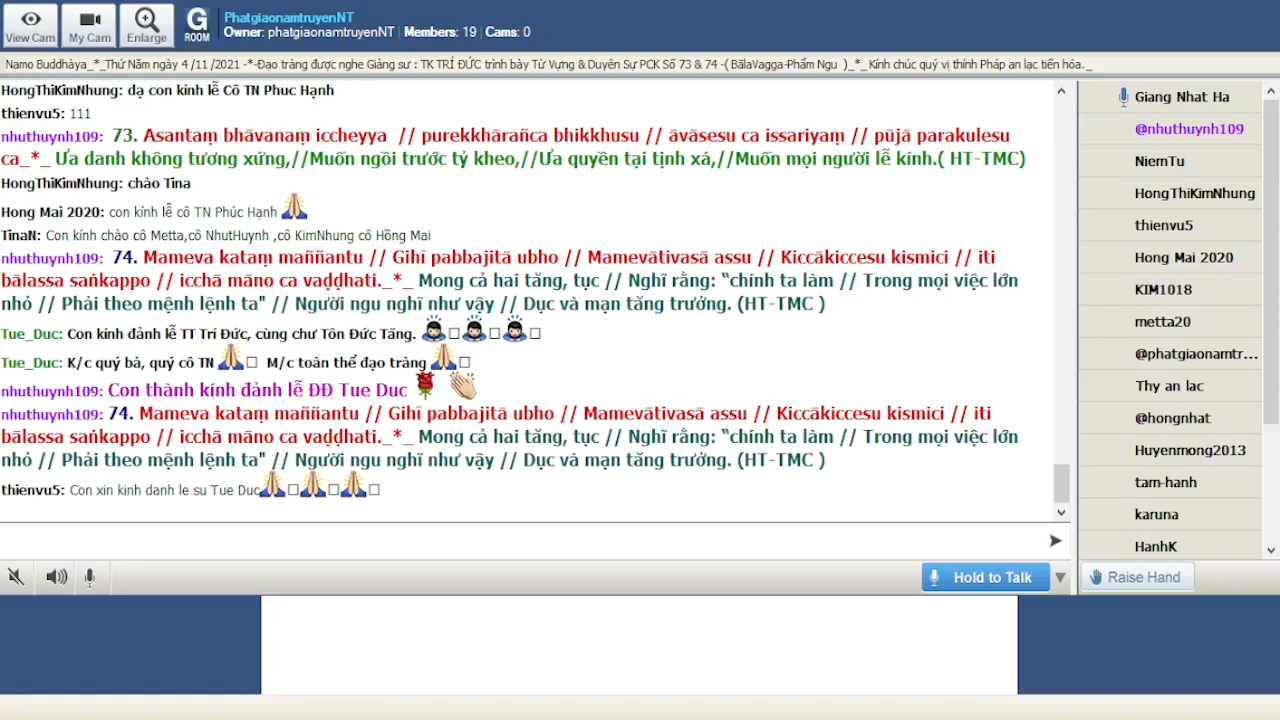 View Cam
My Cam
Enlarge
G
ROOM
PhatgiaonamtruyenNT
Owner: phatgiaonamtruyenNT | Members: 19 | Cams: 0
Namo Buddhàya_*_Thứ Năm ngày 4 /11 /2021 -*-Đạo tràng được nghe Giảng sư : TK TRÍ ĐỨC trình bày Từ Vựng & Duyên Sự PCK Số 73 & 74 -( BãlaVagga-Phẩm Ngu )_*_Kính chúc quý vị thính Pháp an lạc tiến hóa._
HongThiKimNhung: dạ con kính lễ Cô TN Phuc Hạnh
thienvu5: 111
nhuthuynh109: 73. Asantaṃ bhāvanaṃ iccheyya // purekkhārañca bhikkhusu // āvāsesu ca issariyaṃ // pūjā parakulesu
ca_*_ Ưa danh không tương xứng,//Muốn ngồi trước tỷ kheo,//Ưa quyền tại tịnh xá,//Muốn mọi người lễ kính.( HT-TMC)
HongThiKimNhung: chào Tina
Hong Mai 2020: con kính lễ cô TN Phúc Hạnh
TinaN: Con kính chào cô Metta,cô NhutHuynh ,cô KimNhung cô Hồng Mai
nhuthuynh109: 74. Mameva kataṃ maññantu // Gihī pabbajitā ubho // Mamevātivasā assu // Kiccākiccesu kismici // iti
bālassa saṅkappo // icchā māno ca vaḍḍhati._*_ Mong cả hai tăng, tục // Nghĩ rằng: “chính ta làm // Trong mọi việc lớn
nhỏ // Phải theo mệnh lệnh ta" // Người ngu nghĩ như vậy // Dục và mạn tăng trưởng. (HT-TMC )
Tue_Duc: Con kính đảnh lễ TT Trí Đức, cùng chư Tôn Đức Tăng.
Tue_Duc: K/c quý bà, quý cô TN M/c toàn thể đạo tràng
nhuthuynh109: Con thành kính đảnh lễ ĐĐ Tue Duc
nhuthuynh109: 74. Mameva kataṃ maññantu // Gihī pabbajitā ubho // Mamevātivasā assu // Kiccākiccesu kismici // iti
bālassa saṅkappo // icchā māno ca vaḍḍhati._*_ Mong cả hai tăng, tục // Nghĩ rằng: “chính ta làm // Trong mọi việc lớn
nhỏ // Phải theo mệnh lệnh ta" // Người ngu nghĩ như vậy // Dục và mạn tăng trưởng. (HT-TMC )
thienvu5: Con xin kinh danh le su Tue Duc
Giang Nhat Ha
@nhuthuynh109
NiemTu
HongThiKimNhung
thienvu5
Hong Mai 2020
KIM1018
metta20
@phatgiaonamtr...
Thy an lac
@hongnhat
Huyenmong2013
tam-hanh
karuna
HanhK
Hold to Talk
Raise Hand